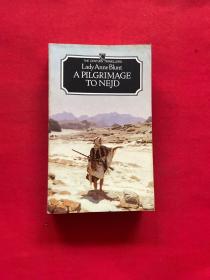 THE CENTURY TRAVELLERS
Lady Anne Blunt
A PILGRIMAGE
TO NEJD